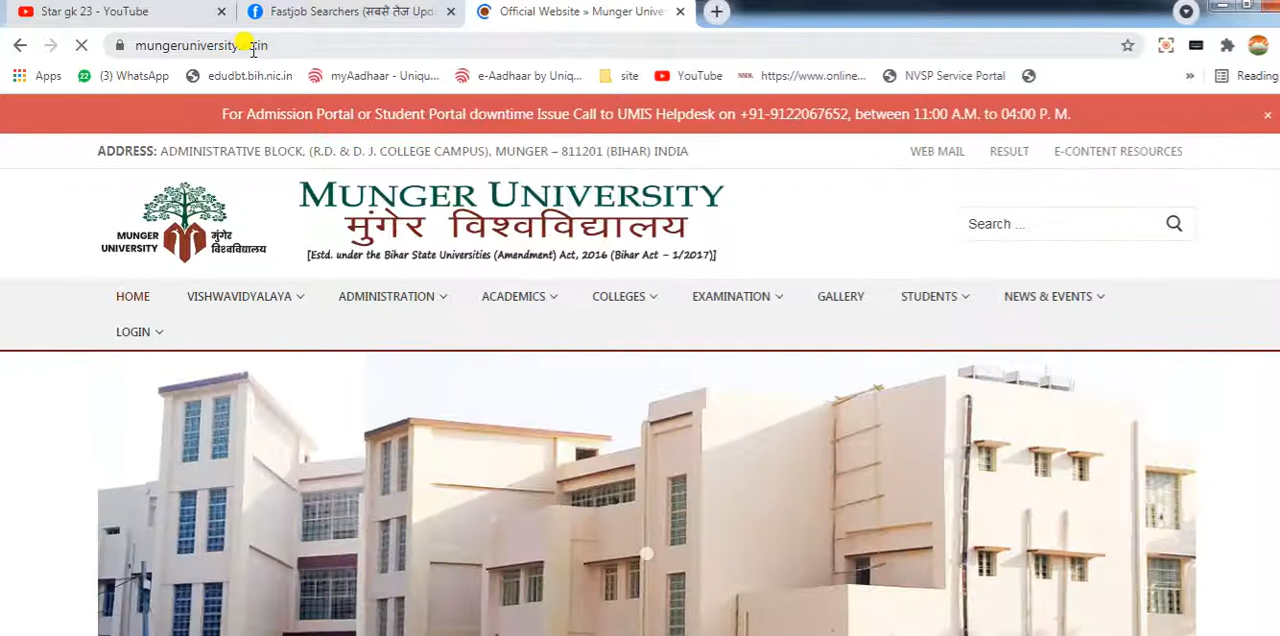 Star gk 23 - YouTube
Fastjob Searchers (सबसे तेज Upda
Official Website » Munger Univer
mungeruniversity in
Apps
(3) WhatsApp
edudbt.bih.nic.in
myAadhaar - Uniqu...
e-Aadhaar by Uniq...
site
YouTube
NSDL
https://www.online...
NVSP Service Portal
»
Reading
For Admission Portal or Student Portal downtime Issue Call to UMIS Helpdesk on +91-9122067652, between 11:00 A.M. to 04:00 P. M.
ADDRESS: ADMINISTRATIVE BLOCK, (R.D. & D. J. COLLEGE CAMPUS), MUNGER – 811201 (BIHAR) INDIA
WEB MAIL
RESULT
E-CONTENT RESOURCES
MUNGER UNIVERSITY
मुंगेर विश्वविद्यालय
MUNGER UNIVERSITY
मुंगेर विश्वविद्यालय
[Estd. under the Bihar State Universities (Amendment) Act, 2016 (Bihar Act – 1/2017)]
Search ...
HOME
VISHWAVIDYALAYA
ADMINISTRATION
ACADEMICS
COLLEGES
EXAMINATION
GALLERY
STUDENTS
NEWS & EVENTS
LOGIN